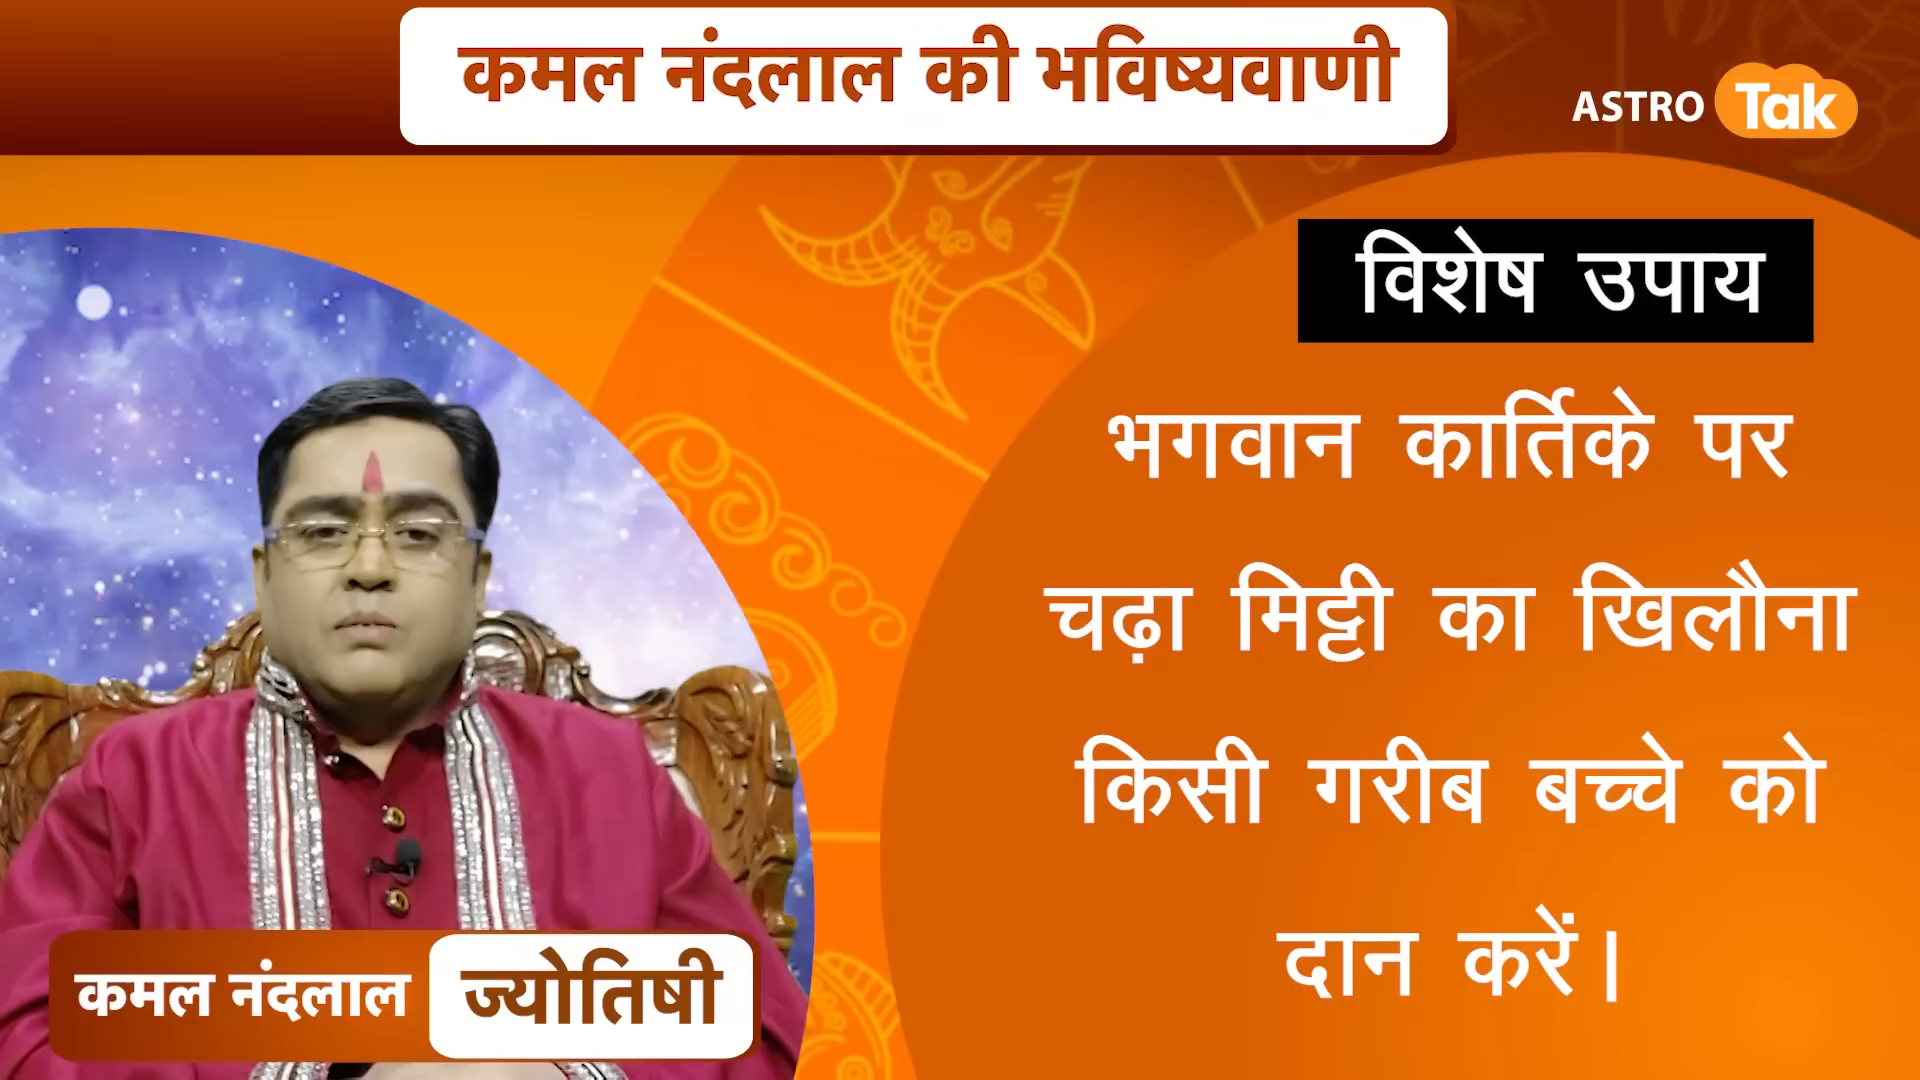 कमल नंदलाल की भविष्यवाणी
ASTRO Tak
विशेष उपाय
भगवान कार्तिके पर
चढ़ा मिट्टी का खिलौना
किसी गरीब बच्चे को
दान करें।
कमल नंदलाल ज्योतिषी